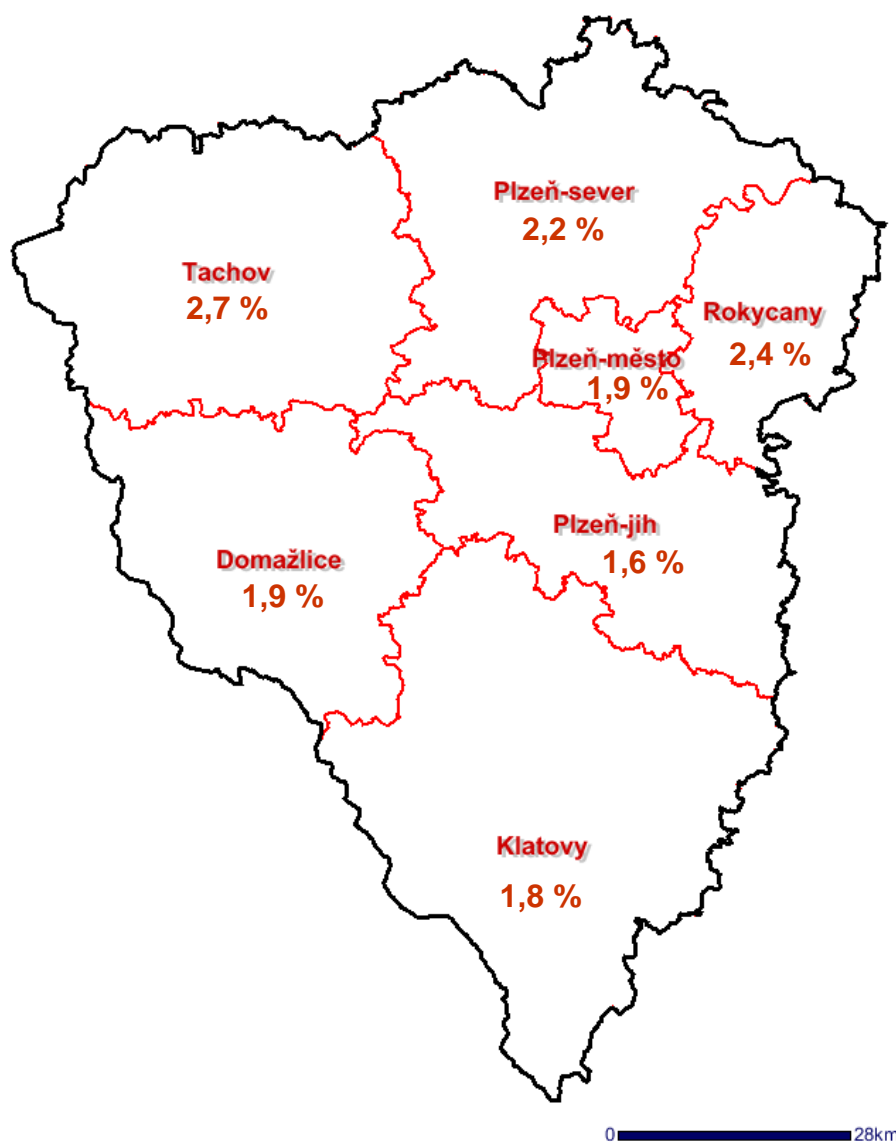 Plzeň-sever
2,2 %
Tachov
2,7 %
Rokycany
2,4 %
Plzeň-město
1,9 %
Plzeň-jih
1,6 %
Domažlice
1,9 %
Klatovy
1,8 %
0 28km